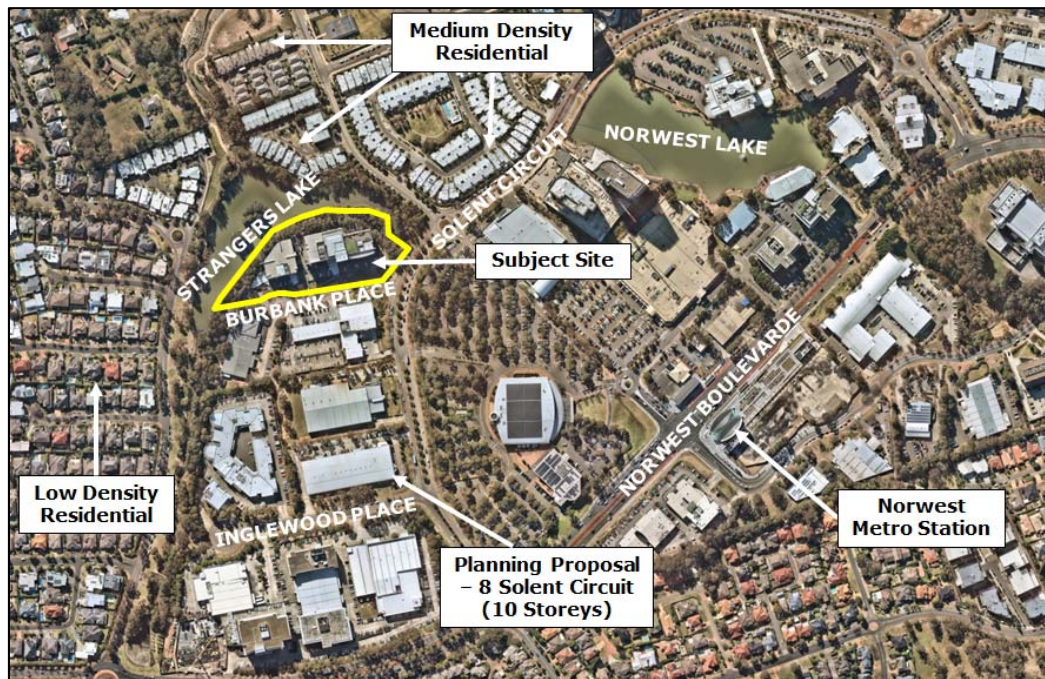 Medium Density
Residential
NORWEST LAKE
STRANGERS LAKE
SOLENT CIRCUIT
Subject Site
BURBANK PLACE
NORWEST BOULEVARDE
Low Density
Residential
INGLEWOOD PLACE
Norwest
Metro Station
Planning Proposal
– 8 Solent Circuit
(10 Storeys)